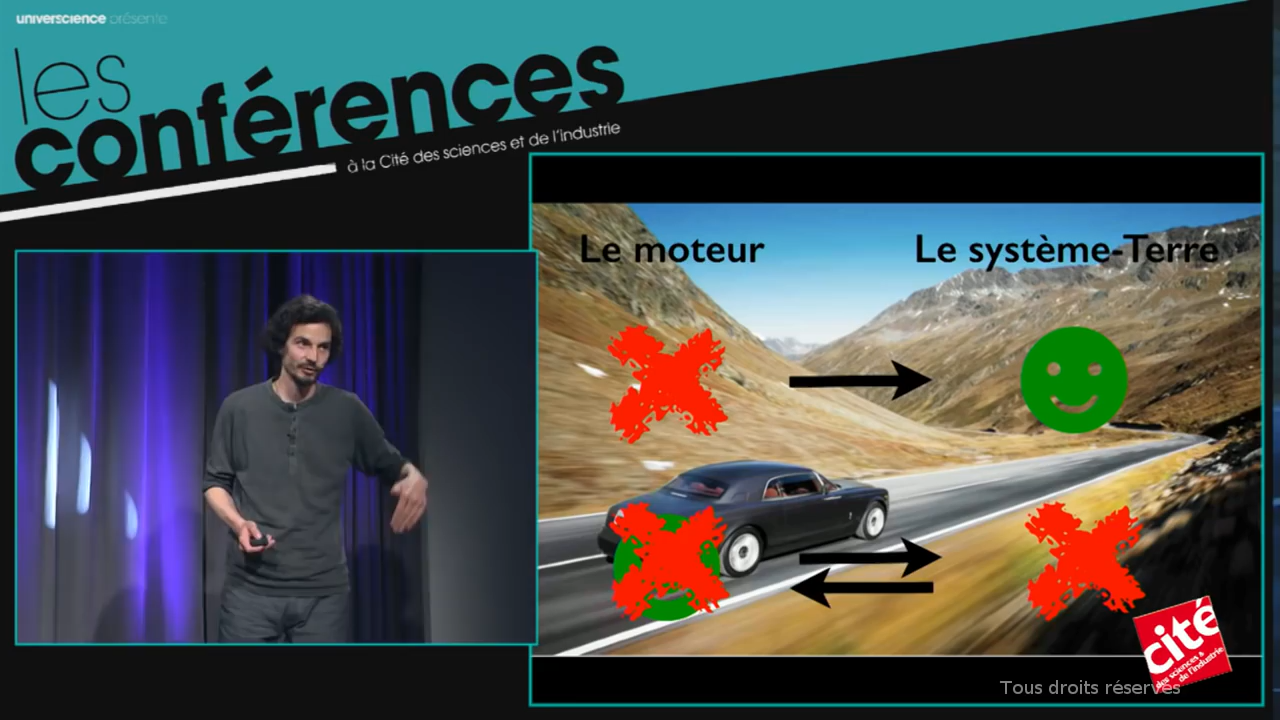 universcience présente
les
conférences
à la Cité des sciences et de l'industrie
Le moteur
Le système-Terre
cité
des sciences &
de l'industrie
Tous droits réservés